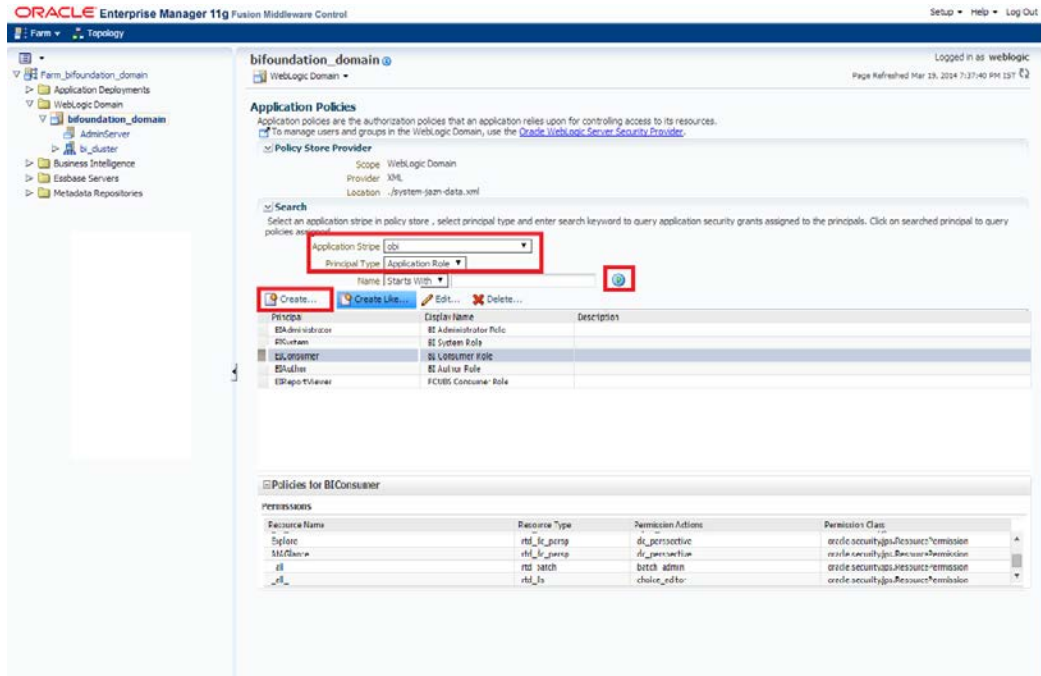 ORACLE Enterprise Manager 11g Fusion Middleware Control
Setup Help Log Out
Farm Topology
Farm_bifoundation_domain
Application Deployments
WebLogic Domain
bifoundation_domain
AdminServer
bi_cluster
Business Intelligence
Essbase Servers
Metadata Repositories
bifoundation_domain
WebLogic Domain
Logged in as weblogic
Page Refreshed Mar 19, 2014 7:37:40 PM IST
Application Policies
Application policies are the authorization policies that an application relies upon for controlling access to its resources.
To manage users and groups in the WebLogic Domain, use the Oracle WebLogic Server Security Provider.
Policy Store Provider
Scope WebLogic Domain
Provider XML
Location ./system-jazn-data.xml
Search
Select an application stripe in policy store , select principal type and enter search keyword to query application security grants assigned to the principals. Click on searched principal to query
policies assigned
Application Stripe obi
Principal Type Application Role
Name Starts With
Create... Create Like... Edit... Delete...
Principal Display Name Description
BIAdministrator BI Administrator Role
BISystem BI System Role
BIConsumer BI Consumer Role
BIAuthor BI Author Role
BIReportViewer FCUBS Consumer Role
Policies for BIConsumer
Permissions
Resource Name Resource Type Permission Actions Permission Class
Explore rtd_dc_persp dc_perspective oracle.security.jps.ResourcePermission
AtAGlance rtd_dc_persp dc_perspective oracle.security.jps.ResourcePermission
rtd_batch batch_admin oracle.security.jps.ResourcePermission
_all_ choice_editor oracle.security.jps.ResourcePermission